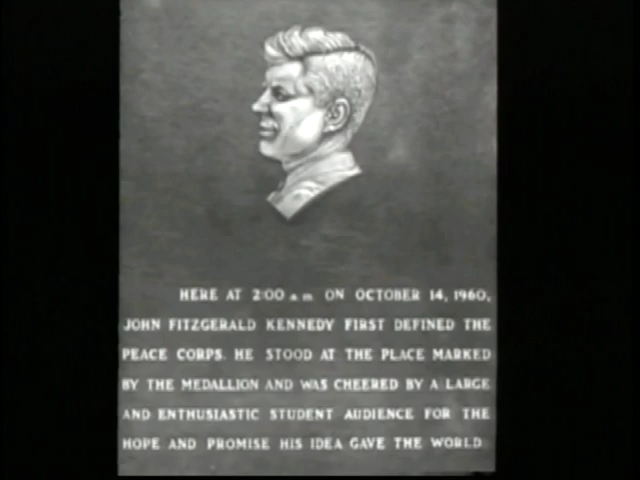 HERE AT 2:00 a m ON OCTOBER 14, 1960,
JOHN FITZGERALD KENNEDY FIRST DEFINED THE
PEACE CORPS. HE STOOD AT THE PLACE MARKED
BY THE MEDALLION AND WAS CHEERED BY A LARGE
AND ENTHUSIASTIC STUDENT AUDIENCE FOR THE
HOPE AND PROMISE HIS IDEA GAVE THE WORLD